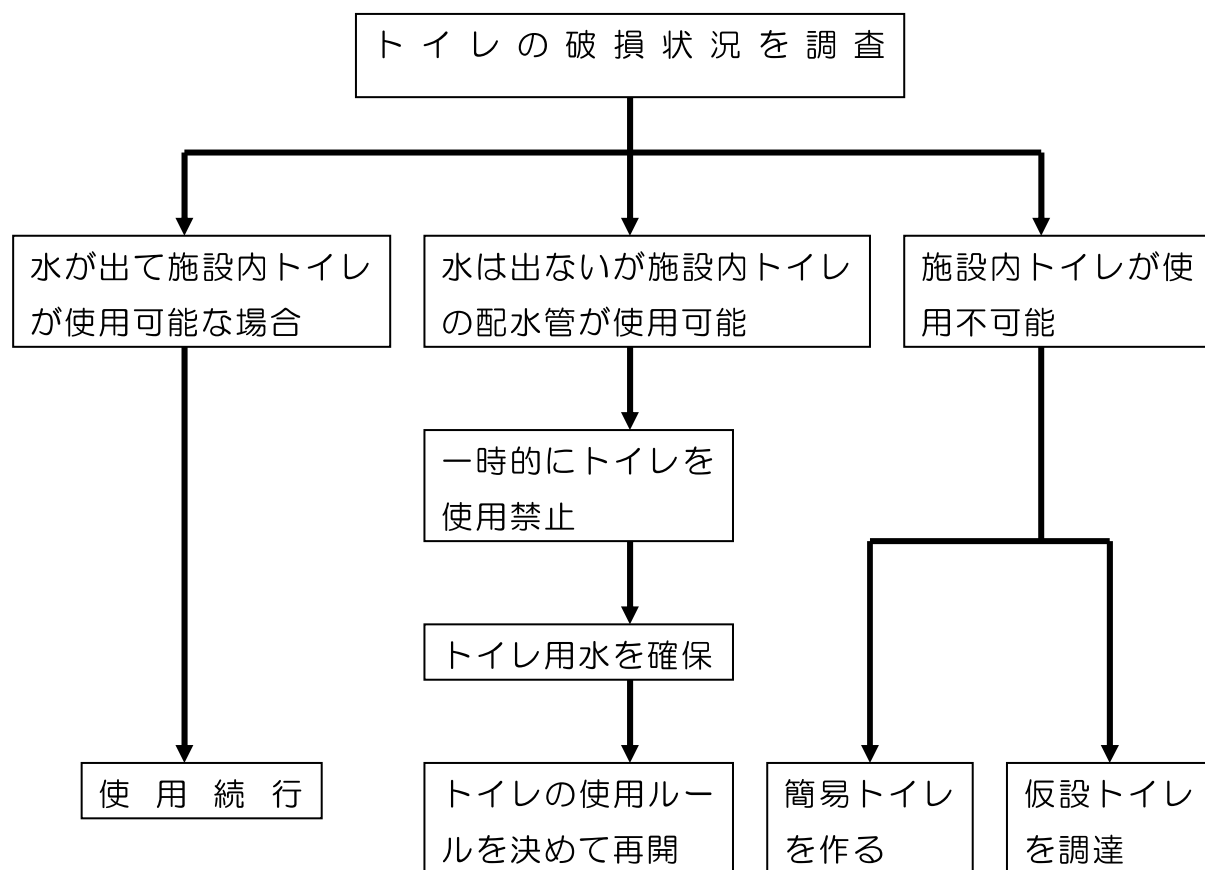 トイレの破損状況を調査
水が出て施設内トイレ
が使用可能な場合
水は出ないが施設内トイレ
の配水管が使用可能
施設内トイレが使
用不可能
一時的にトイレを
使用禁止
トイレ用水を確保
使用続行
トイレの使用ルー
ルを決めて再開
簡易トイレ
を作る
仮設トイレ
を調達